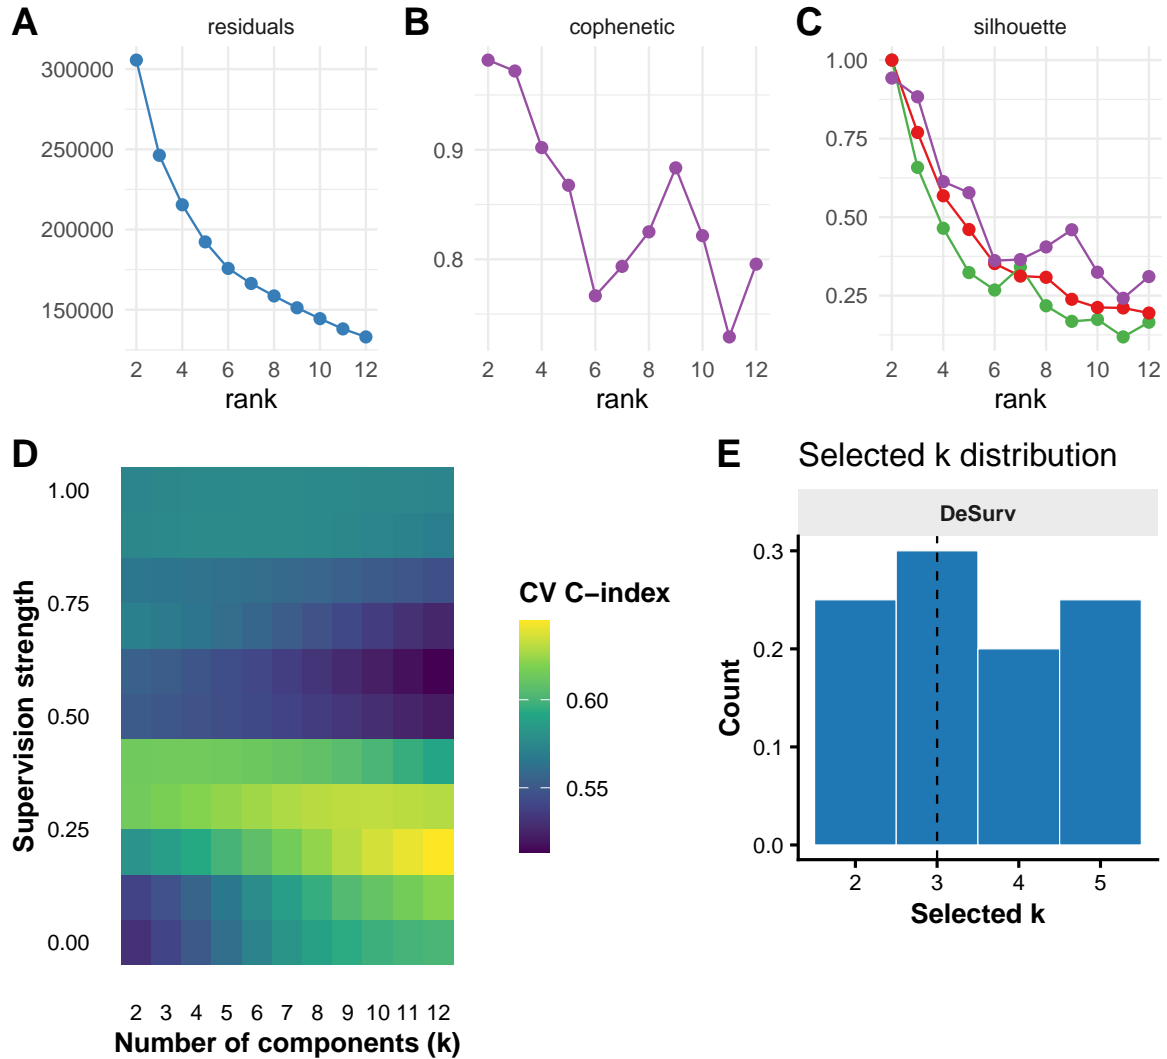 A
residuals
300000
250000
200000
150000
2 4 6 8 10 12
rank
B
cophenetic
0.9
0.8
2 4 6 8 10 12
rank
C
silhouette
1.00
0.75
0.50
0.25
2 4 6 8 10 12
rank
D
Supervision strength
1.00
0.75
0.50
0.25
0.00
2 3 4 5 6 7 8 9 10 11 12
Number of components (k)
CV C−index
0.60
0.55
E
Selected k distribution
DeSurv
Count
0.3
0.2
0.1
0.0
2 3 4 5
Selected k